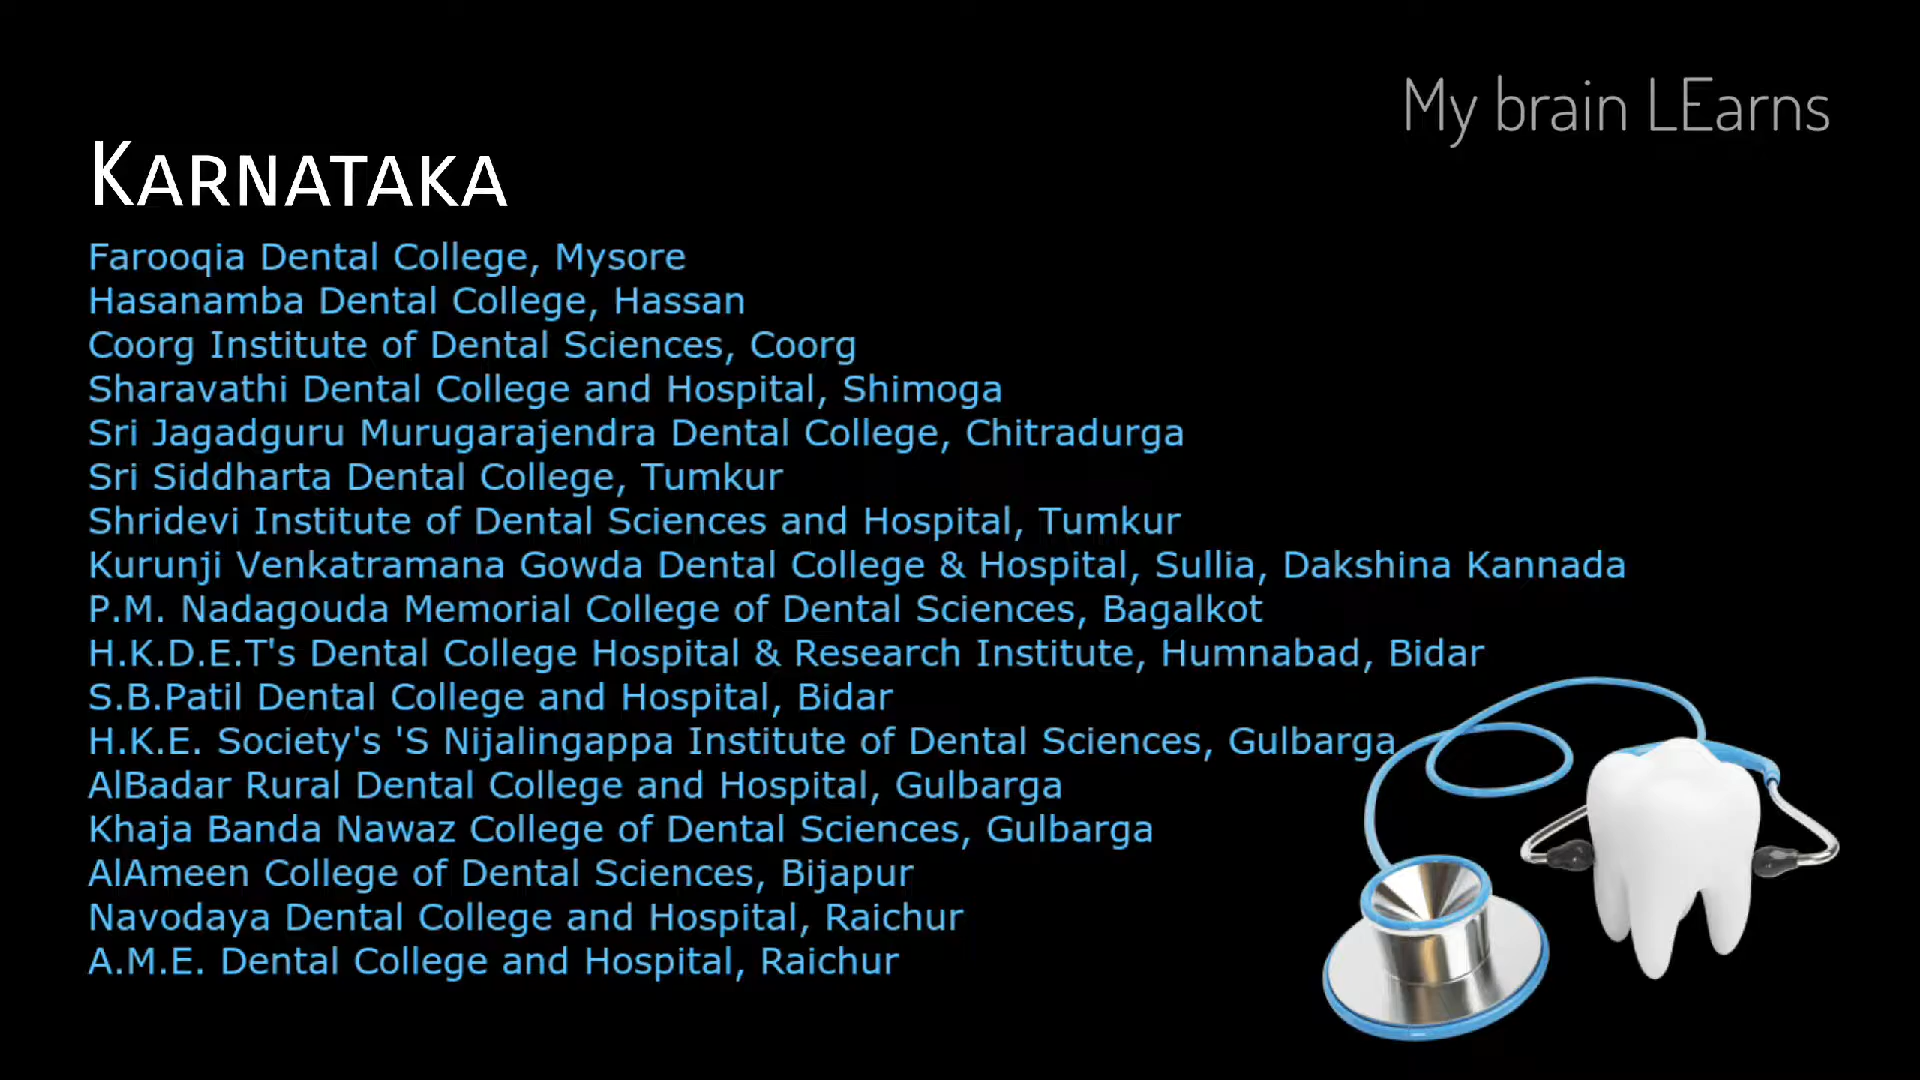 My brain LEarns
Karnataka
Farooqia Dental College, Mysore
Hasanamba Dental College, Hassan
Coorg Institute of Dental Sciences, Coorg
Sharavathi Dental College and Hospital, Shimoga
Sri Jagadguru Murugarajendra Dental College, Chitradurga
Sri Siddharta Dental College, Tumkur
Shridevi Institute of Dental Sciences and Hospital, Tumkur
Kurunji Venkatramana Gowda Dental College & Hospital, Sullia, Dakshina Kannada
P.M. Nadagouda Memorial College of Dental Sciences, Bagalkot
H.K.D.E.T's Dental College Hospital & Research Institute, Humnabad, Bidar
S.B.Patil Dental College and Hospital, Bidar
H.K.E. Society's 'S Nijalingappa Institute of Dental Sciences, Gulbarga
AlBadar Rural Dental College and Hospital, Gulbarga
Khaja Banda Nawaz College of Dental Sciences, Gulbarga
AlAmeen College of Dental Sciences, Bijapur
Navodaya Dental College and Hospital, Raichur
A.M.E. Dental College and Hospital, Raichur